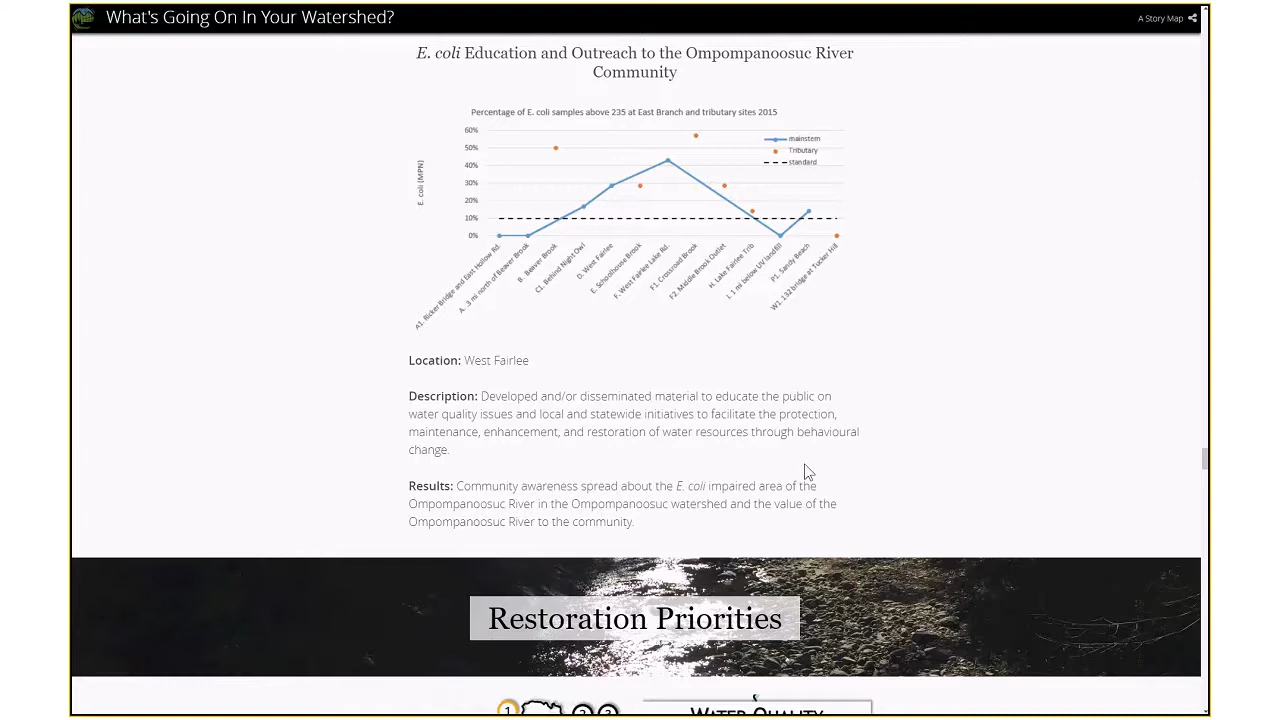 What's Going On In Your Watershed?
A Story Map
E. coli Education and Outreach to the Ompompanoosuc River
Community
Percentage of E. coli samples above 235 at East Branch and tributary sites 2015
60%
50%
40%
30%
20%
10%
0%
E. coli (MPN)
mainstem
Tributary
standard
A1. Ricker Bridge and East Hollow Rd.
A. .3 mi north of Beaver Brook
B. Beaver Brook
C1. Behind Night Owl
D. West Fairlee
E. Schoolhouse Brook
F. West Fairlee Lake Rd.
F1. Crossroad Brook
F2. Middle Brook Outlet
H. Lake Fairlee Trib
I. 1 mi below UV landfill
P1. Sandy Beach
W1. 132 bridge at Tucker Hill
Location: West Fairlee
Description: Developed and/or disseminated material to educate the public on
water quality issues and local and statewide initiatives to facilitate the protection,
maintenance, enhancement, and restoration of water resources through behavioural
change.
Results: Community awareness spread about the E. coli impaired area of the
Ompompanoosuc River in the Ompompanoosuc watershed and the value of the
Ompompanoosuc River to the community.
Restoration Priorities
1 2 3
WATER QUALITY